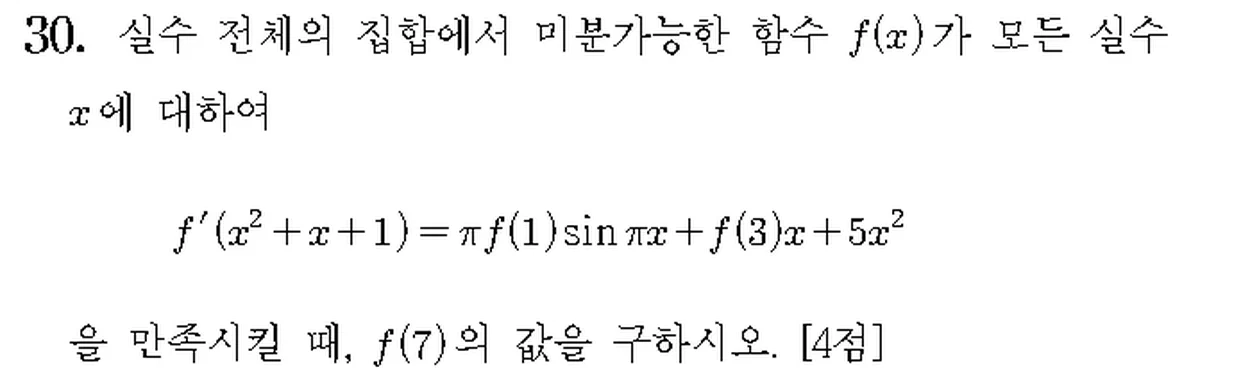 30. 실수 전체의 집합에서 미분가능한 함수 f(x)가 모든 실수
x에 대하여
f′(x²+x+1)=πf(1)sin πx+f(3)x+5x²
을 만족시킬 때, f(7)의 값을 구하시오. [4점]